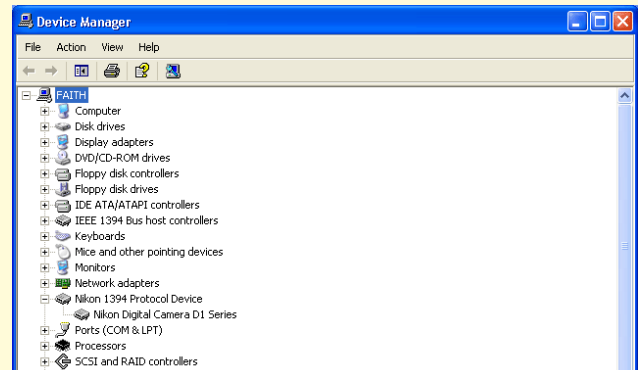 Device Manager
File Action View Help
FAITH
Computer
Disk drives
Display adapters
DVD/CD-ROM drives
Floppy disk controllers
Floppy disk drives
IDE ATA/ATAPI controllers
IEEE 1394 Bus host controllers
Keyboards
Mice and other pointing devices
Monitors
Network adapters
Nikon 1394 Protocol Device
Nikon Digital Camera D1 Series
Ports (COM & LPT)
Processors
SCSI and RAID controllers